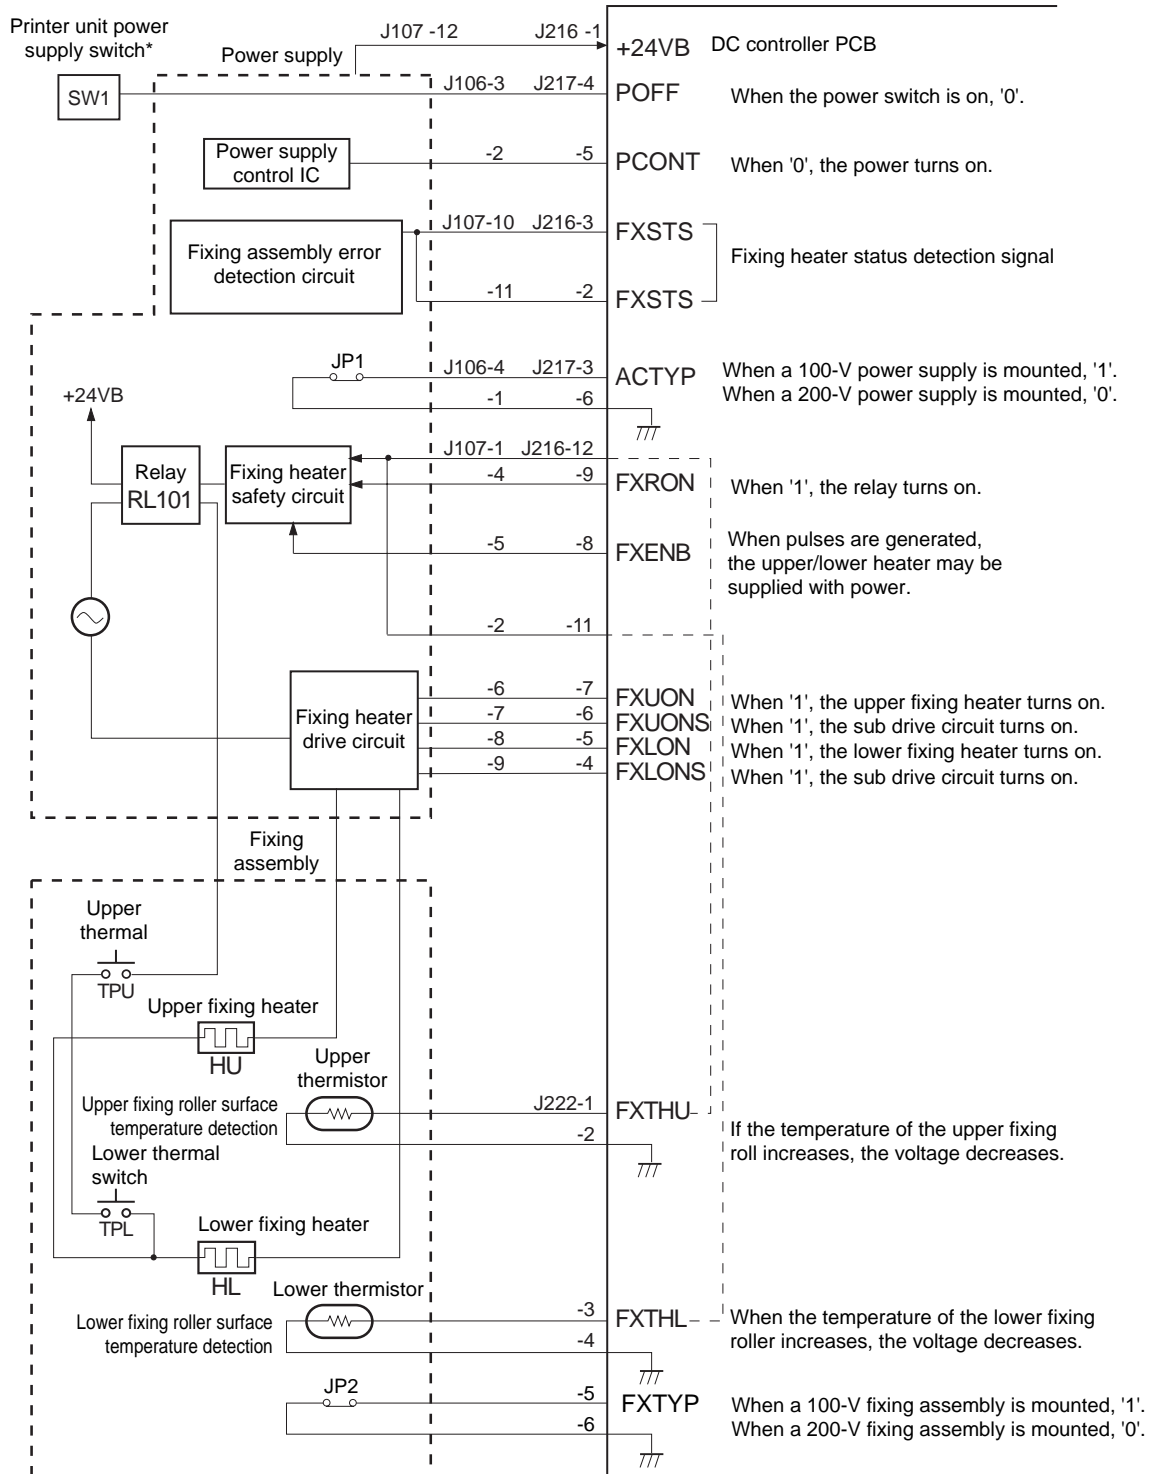 Printer unit power
supply switch*
SW1
Power supply
J107 -12
J216 -1
+24VB
DC controller PCB
J106-3
J217-4
POFF
When the power switch is on, '0'.
Power supply
control IC
-2
-5
PCONT
When '0', the power turns on.
Fixing assembly error
detection circuit
J107-10
J216-3
FXSTS
Fixing heater status detection signal
-11
-2
FXSTS
JP1
J106-4
J217-3
ACTYP
When a 100-V power supply is mounted, '1'.
When a 200-V power supply is mounted, '0'.
-1
-6
+24VB
Relay
RL101
Fixing heater
safety circuit
J107-1
J216-12
-4
-9
FXRON
When '1', the relay turns on.
-5
-8
FXENB
When pulses are generated,
the upper/lower heater may be
supplied with power.
-2
-11
Fixing heater
drive circuit
-6
-7
FXUON
When '1', the upper fixing heater turns on.
-7
-6
FXUONS
When '1', the sub drive circuit turns on.
-8
-5
FXLON
When '1', the lower fixing heater turns on.
-9
-4
FXLONS
When '1', the sub drive circuit turns on.
Fixing
assembly
Upper
thermal
TPU
Upper fixing heater
HU
Upper
thermistor
Upper fixing roller surface
temperature detection
J222-1
FXTHU
-2
If the temperature of the upper fixing
roll increases, the voltage decreases.
Lower thermal
switch
TPL
Lower fixing heater
HL
Lower thermistor
Lower fixing roller surface
temperature detection
-3
FXTHL
-4
When the temperature of the lower fixing
roller increases, the voltage decreases.
JP2
-5
FXTYP
-6
When a 100-V fixing assembly is mounted, '1'.
When a 200-V fixing assembly is mounted, '0'.